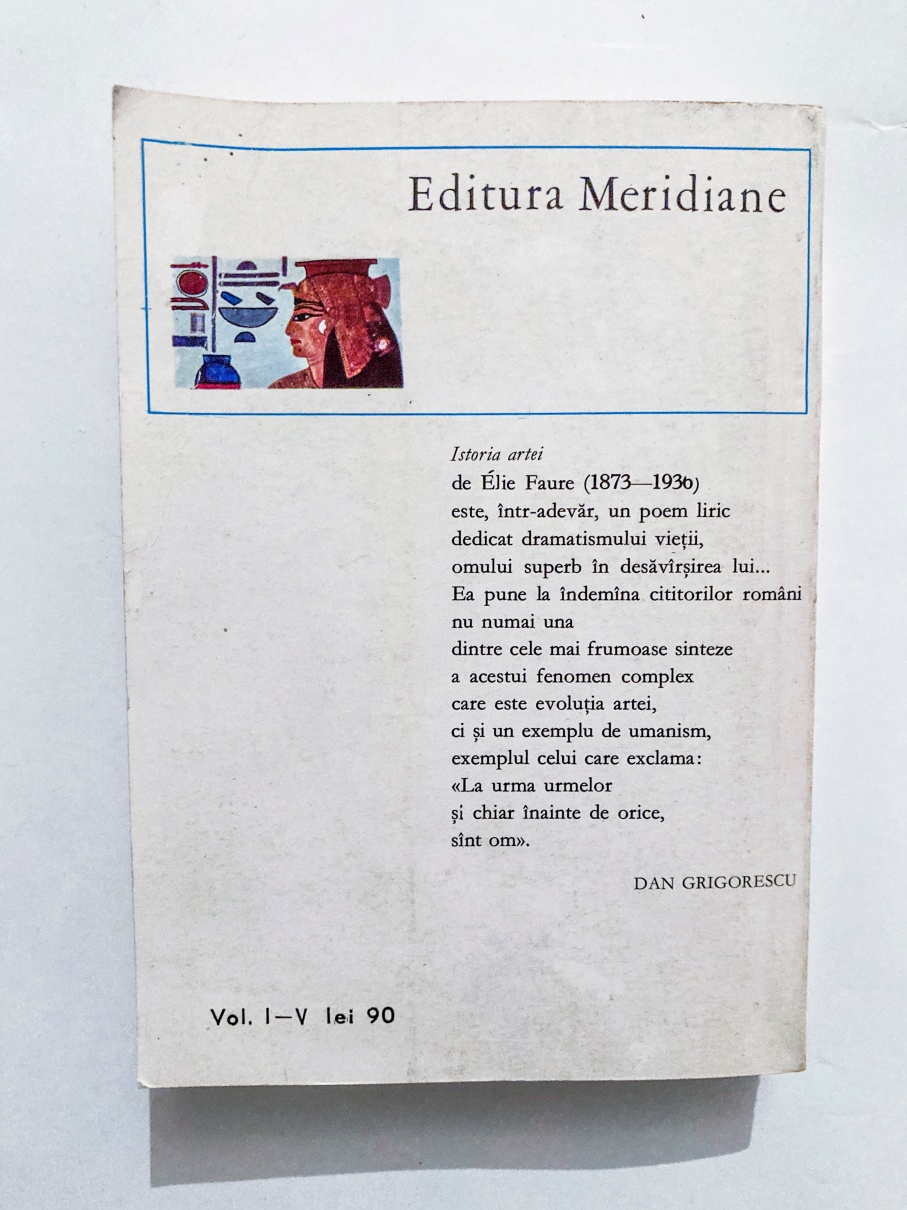 Editura Meridiane
Istoria artei
de Élie Faure (1873—1936)
este, într-adevăr, un poem liric
dedicat dramatismului vieții,
omului superb în desăvîrșirea lui...
Ea pune la îndemîna cititorilor români
nu numai una
dintre cele mai frumoase sinteze
a acestui fenomen complex
care este evoluția artei,
ci și un exemplu de umanism,
exemplul celui care exclama:
«La urma urmelor
și chiar înainte de orice,
sînt om».
DAN GRIGORESCU
Vol. I—V lei 90